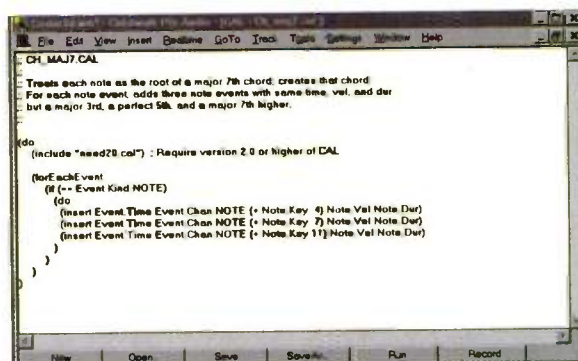 File Edit View Insert Realtime GoTo Track Tools Settings Window Help
; CH_MAJ7.CAL
; Treats each note as the root of a major 7th chord; creates that chord
; For each note event, adds three note events with same time, vel, and dur
; but a major 3rd, a perfect 5th, and a major 7th higher.
(do
(include "need20.cal") ; Require version 2.0 or higher of CAL
(forEachEvent
(if (== Event.Kind NOTE)
(do
(insert Event.Time Event.Chan NOTE (+ Note.Key 4) Note.Vel Note.Dur)
(insert Event.Time Event.Chan NOTE (+ Note.Key 7) Note.Vel Note.Dur)
(insert Event.Time Event.Chan NOTE (+ Note.Key 11) Note.Vel Note.Dur)
)
)
)
)
New Open... Save Save As... Run Record